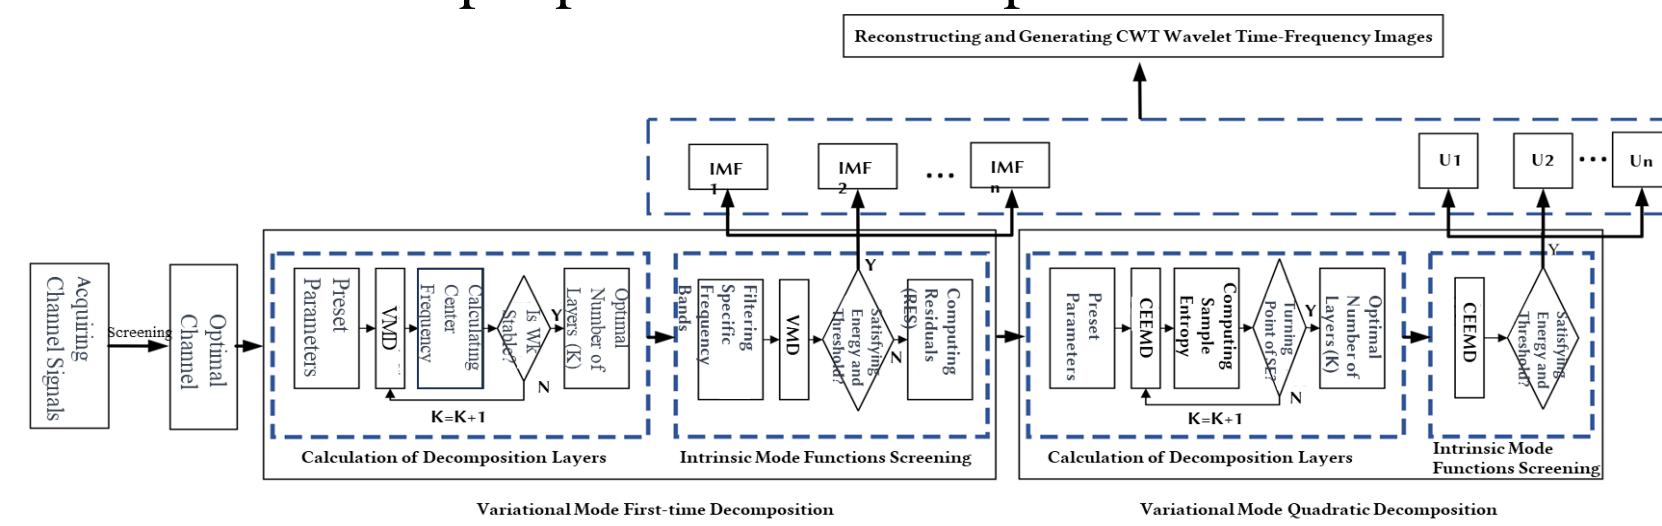 Reconstructing and Generating CWT Wavelet Time-Frequency Images
IMF
1
IMF
2
...
IMF
n
U1
U2
...
Un
Acquiring
Channel Signals
Screening
Optimal
Channel
Preset
Parameters
VMD
Calculating
Center
Frequency
Is Wk
Stable?
Y
N
K=K+1
Optimal
Number of
Layers (K)
Calculation of Decomposition Layers
Filtering
Specific
Frequency
Bands
VMD
Satisfying
Energy and
Threshold?
Y
N
Computing
Residuals
(RES)
Intrinsic Mode Functions Screening
Variational Mode First-time Decomposition
Preset
Parameters
CEEMD
Computing
Sample
Entropy
Turning
Point of SE?
Y
N
K=K+1
Optimal
Number of
Layers (K)
Calculation of Decomposition Layers
CEEMD
Satisfying
Energy and
Threshold?
Y
Intrinsic Mode
Functions Screening
Variational Mode Quadratic Decomposition